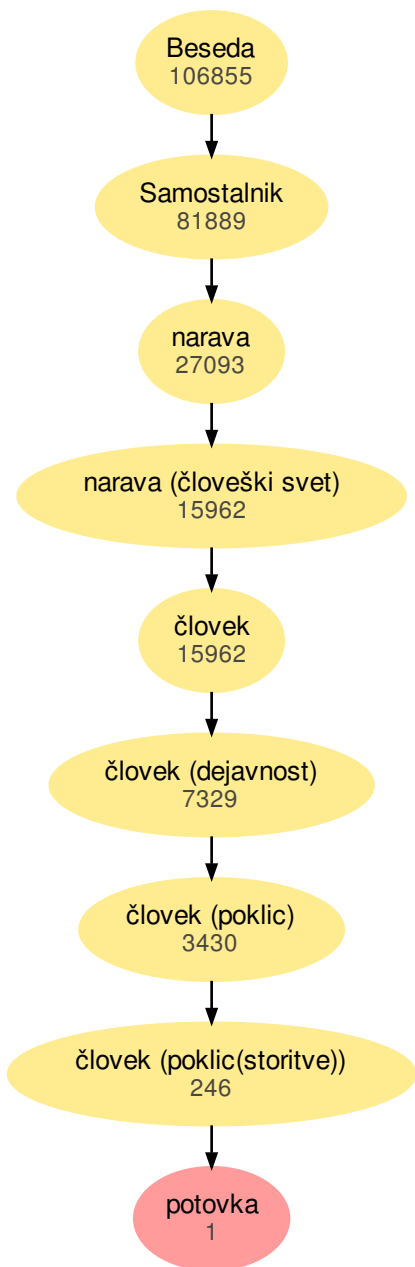 Beseda
106855
Samostalnik
81889
narava
27093
narava (človeški svet)
15962
človek
15962
človek (dejavnost)
7329
človek (poklic)
3430
človek (poklic(storitve))
246
potovka
1